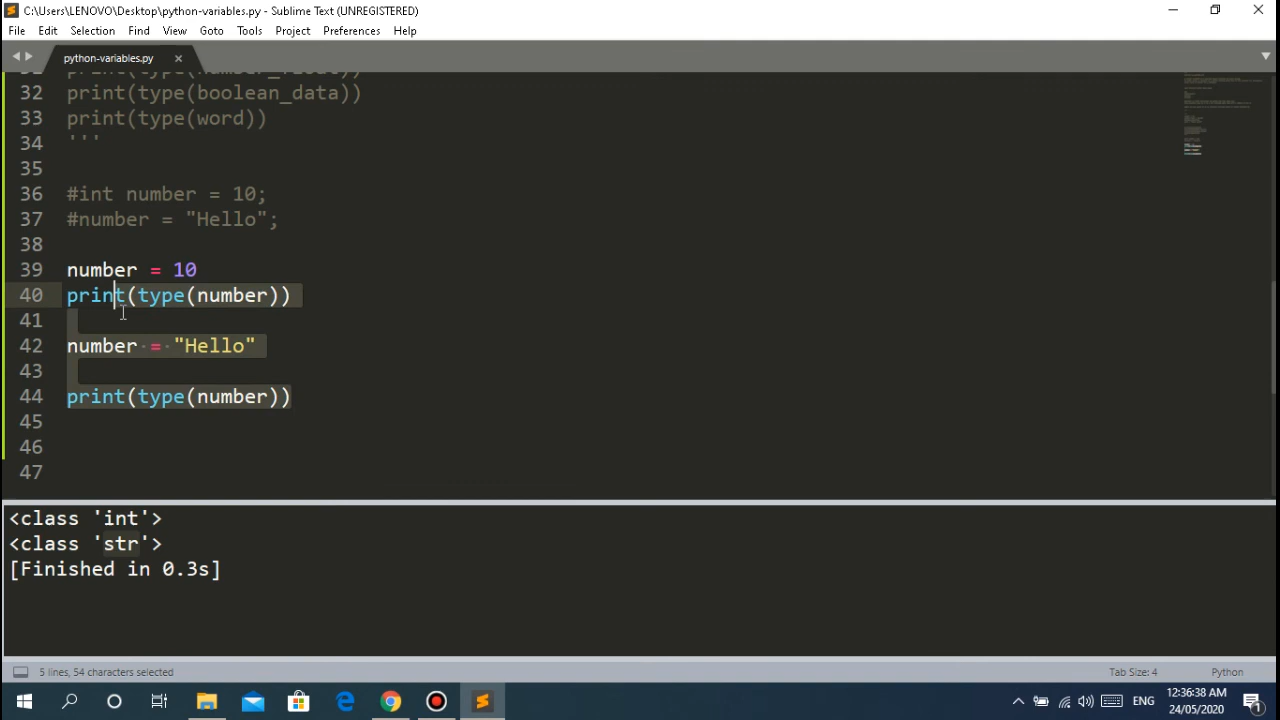 C:\Users\LENOVO\Desktop\python-variables.py - Sublime Text (UNREGISTERED)
File Edit Selection Find View Goto Tools Project Preferences Help
python-variables.py
32 print(type(boolean_data))
33 print(type(word))
34 '''
35
36 #int number = 10;
37 #number = "Hello";
38
39 number = 10
40 print(type(number))
41
42 number = "Hello"
43
44 print(type(number))
45
46
47
<class 'int'>
<class 'str'>
[Finished in 0.3s]
5 lines, 54 characters selected Tab Size: 4 Python
ENG 12:36:38 AM
24/05/2020